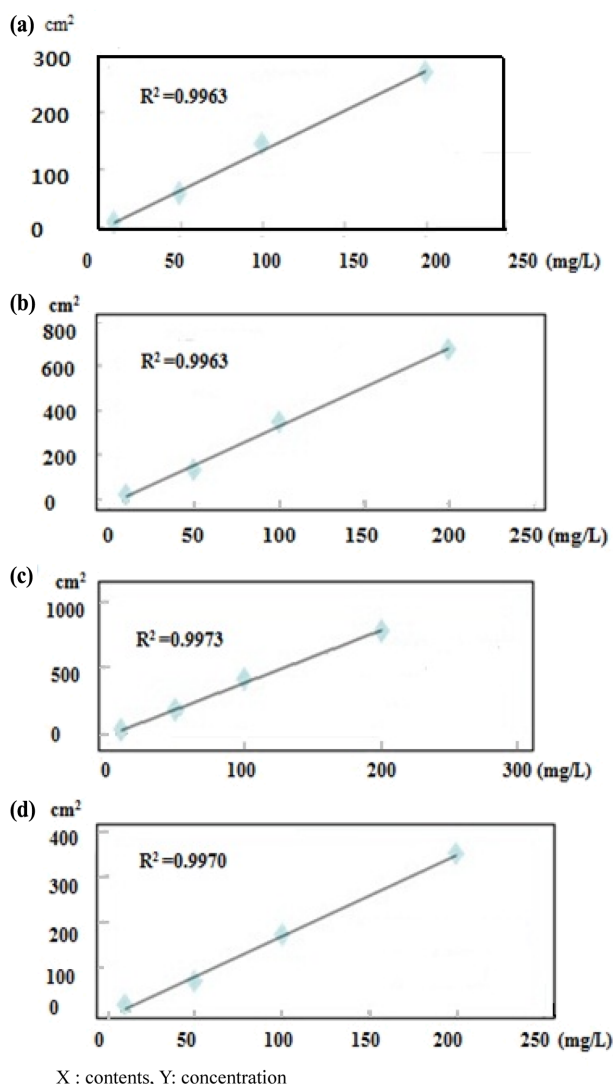 (a) cm²
300
R² =0.9963
200
100
0
0 50 100 150 200 250 (mg/L)
(b) cm²
800
R² =0.9963
600
400
200
0
0 50 100 150 200 250 (mg/L)
(c) cm²
1000
R² =0.9973
500
0
0 100 200 300 (mg/L)
(d) cm²
400
R² =0.9970
300
200
100
0
0 50 100 150 200 250 (mg/L)
X : contents, Y: concentration